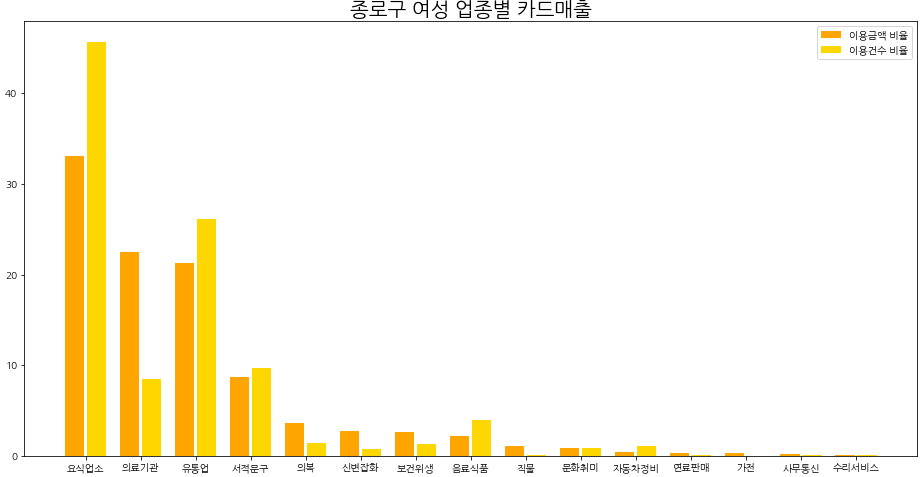 종로구 여성 업종별 카드매출
이용금액 비율
이용건수 비율
40
30
20
10
0
요식업소 의료기관 유통업 서적문구 의복 신변잡화 보건위생 음료식품 직물 문화취미 자동차정비 연료판매 가전 사무통신 수리서비스